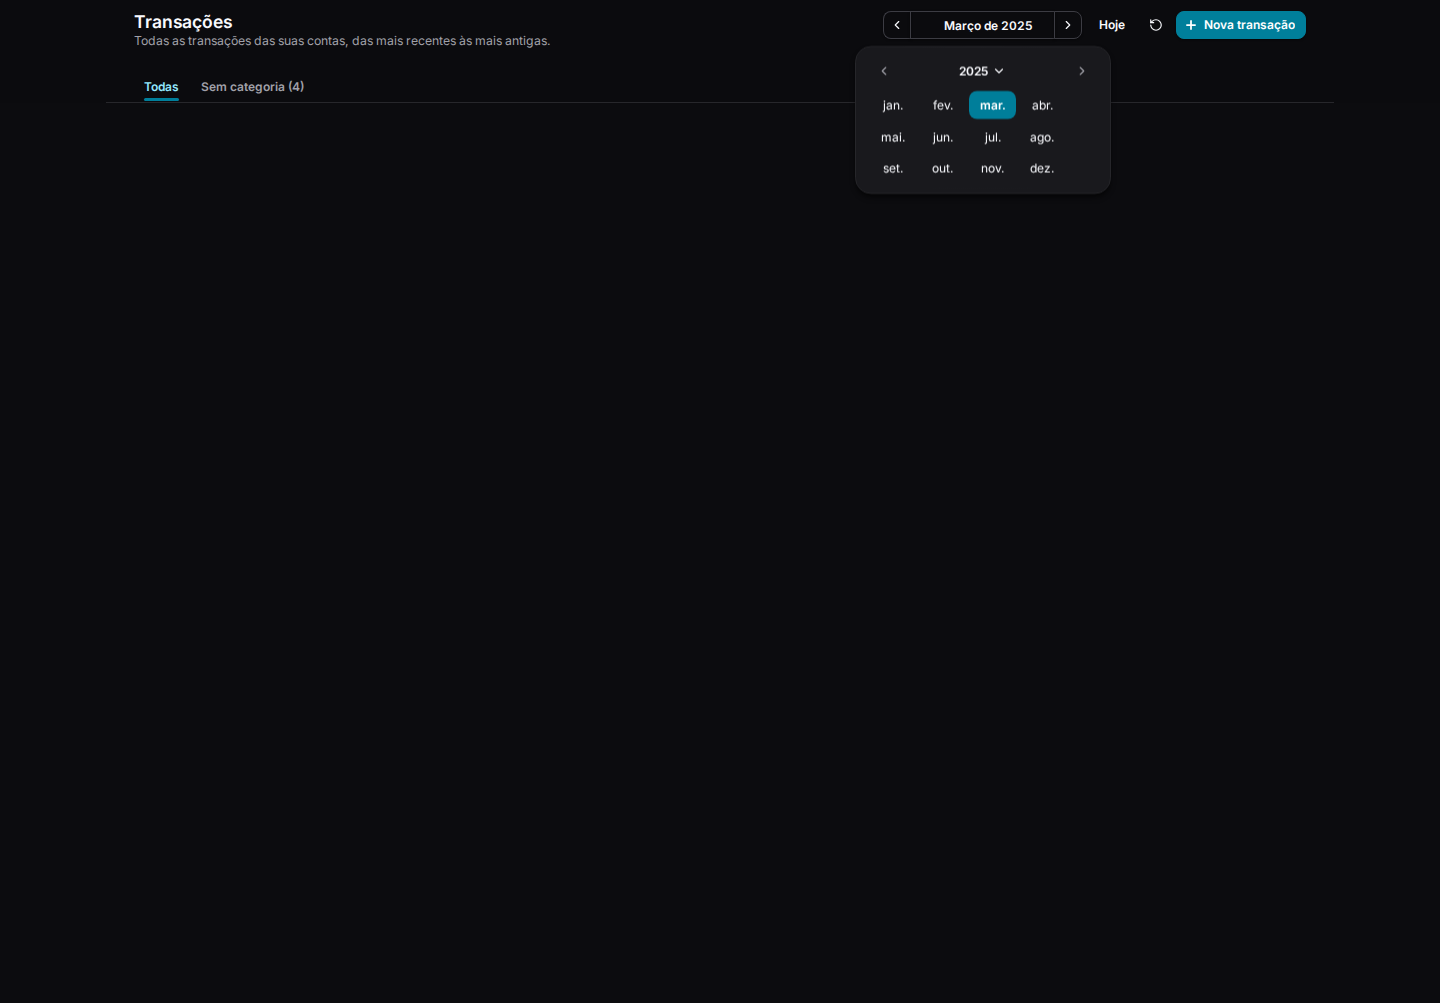 Transações
Todas as transações das suas contas, das mais recentes às mais antigas.
Março de 2025
Hoje
Nova transação
Todas
Sem categoria (4)
2025
jan. fev. mar. abr.
mai. jun. jul. ago.
set. out. nov. dez.